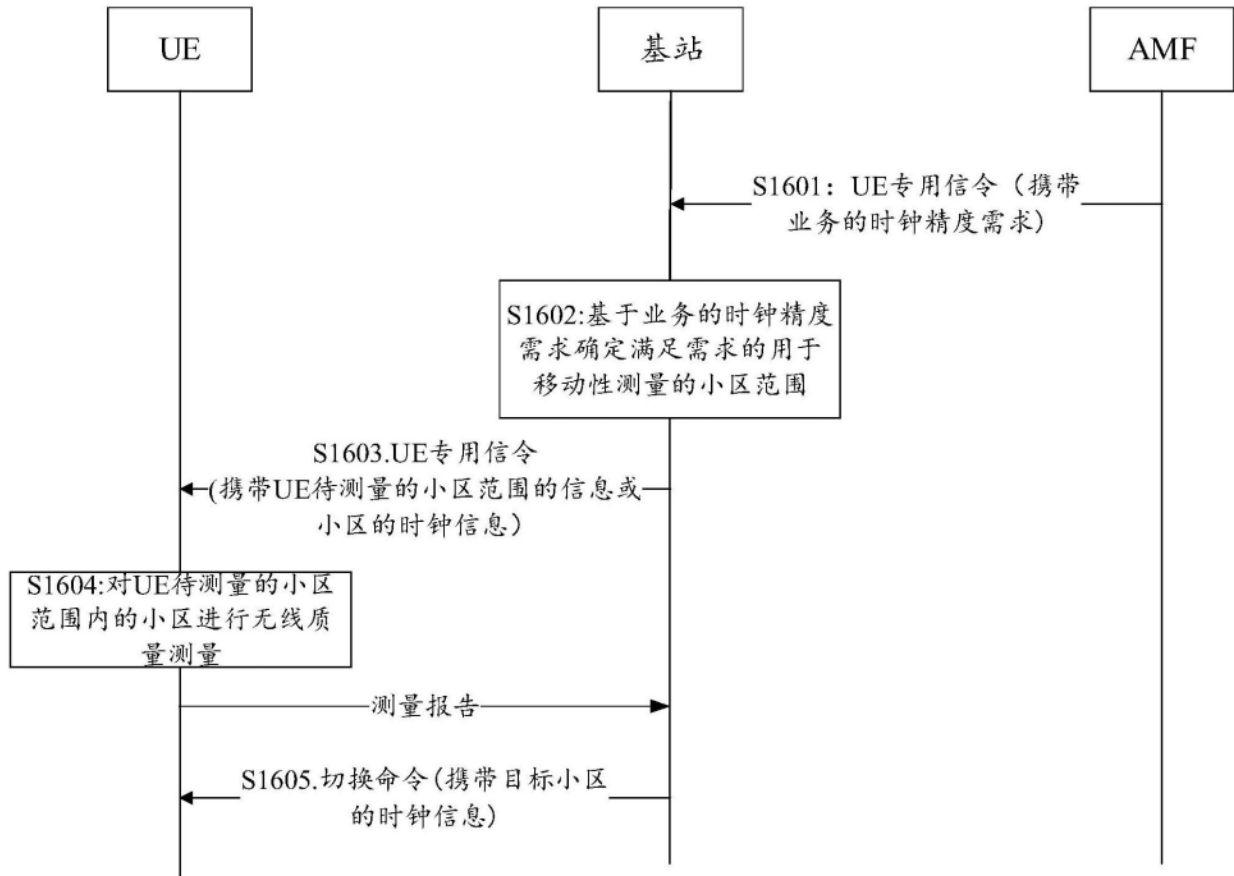 UE
基站
AMF
S1601：UE专用信令（携带
业务的时钟精度需求）
S1602:基于业务的时钟精度
需求确定满足需求的用于
移动性测量的小区范围
S1603.UE专用信令
(携带UE待测量的小区范围的信息或
小区的时钟信息）
S1604:对UE待测量的小区
范围内的小区进行无线质
量测量
测量报告
S1605.切换命令(携带目标小区
的时钟信息)